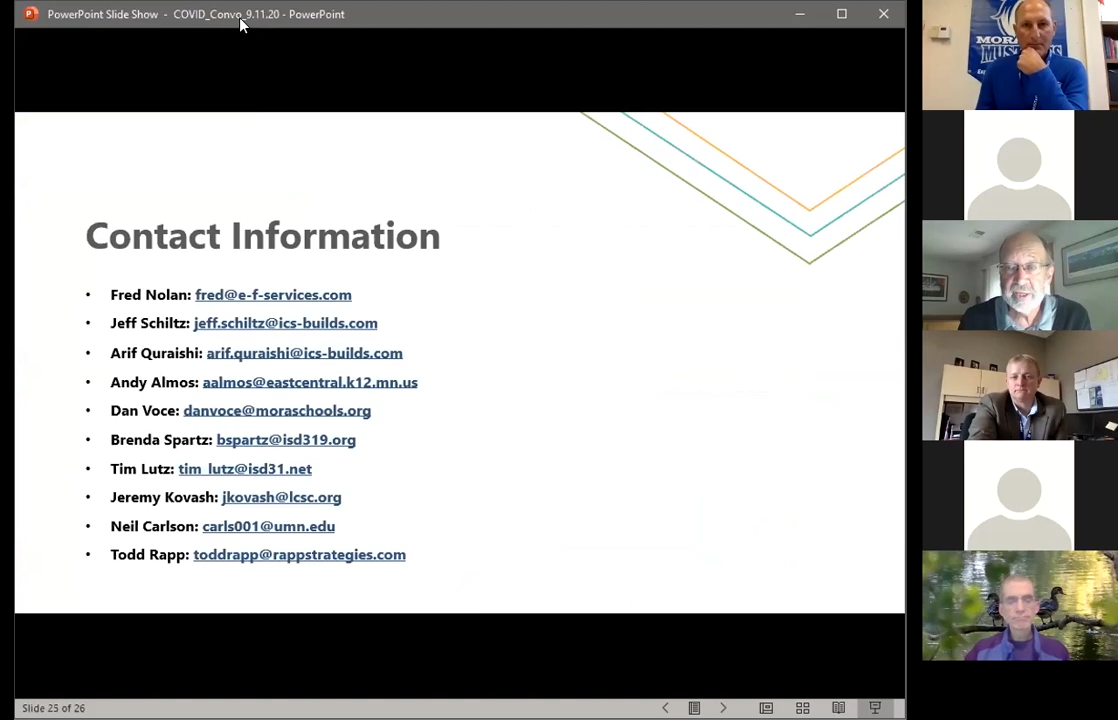 PowerPoint Slide Show - COVID_Convo_9.11.20 - PowerPoint
Contact Information
• Fred Nolan: fred@e-f-services.com
• Jeff Schiltz: jeff.schiltz@ics-builds.com
• Arif Quraishi: arif.quraishi@ics-builds.com
• Andy Almos: aalmos@eastcentral.k12.mn.us
• Dan Voce: danvoce@moraschools.org
• Brenda Spartz: bspartz@isd319.org
• Tim Lutz: tim_lutz@isd31.net
• Jeremy Kovash: jkovash@lcsc.org
• Neil Carlson: carls001@umn.edu
• Todd Rapp: toddrapp@rappstrategies.com
Slide 25 of 26